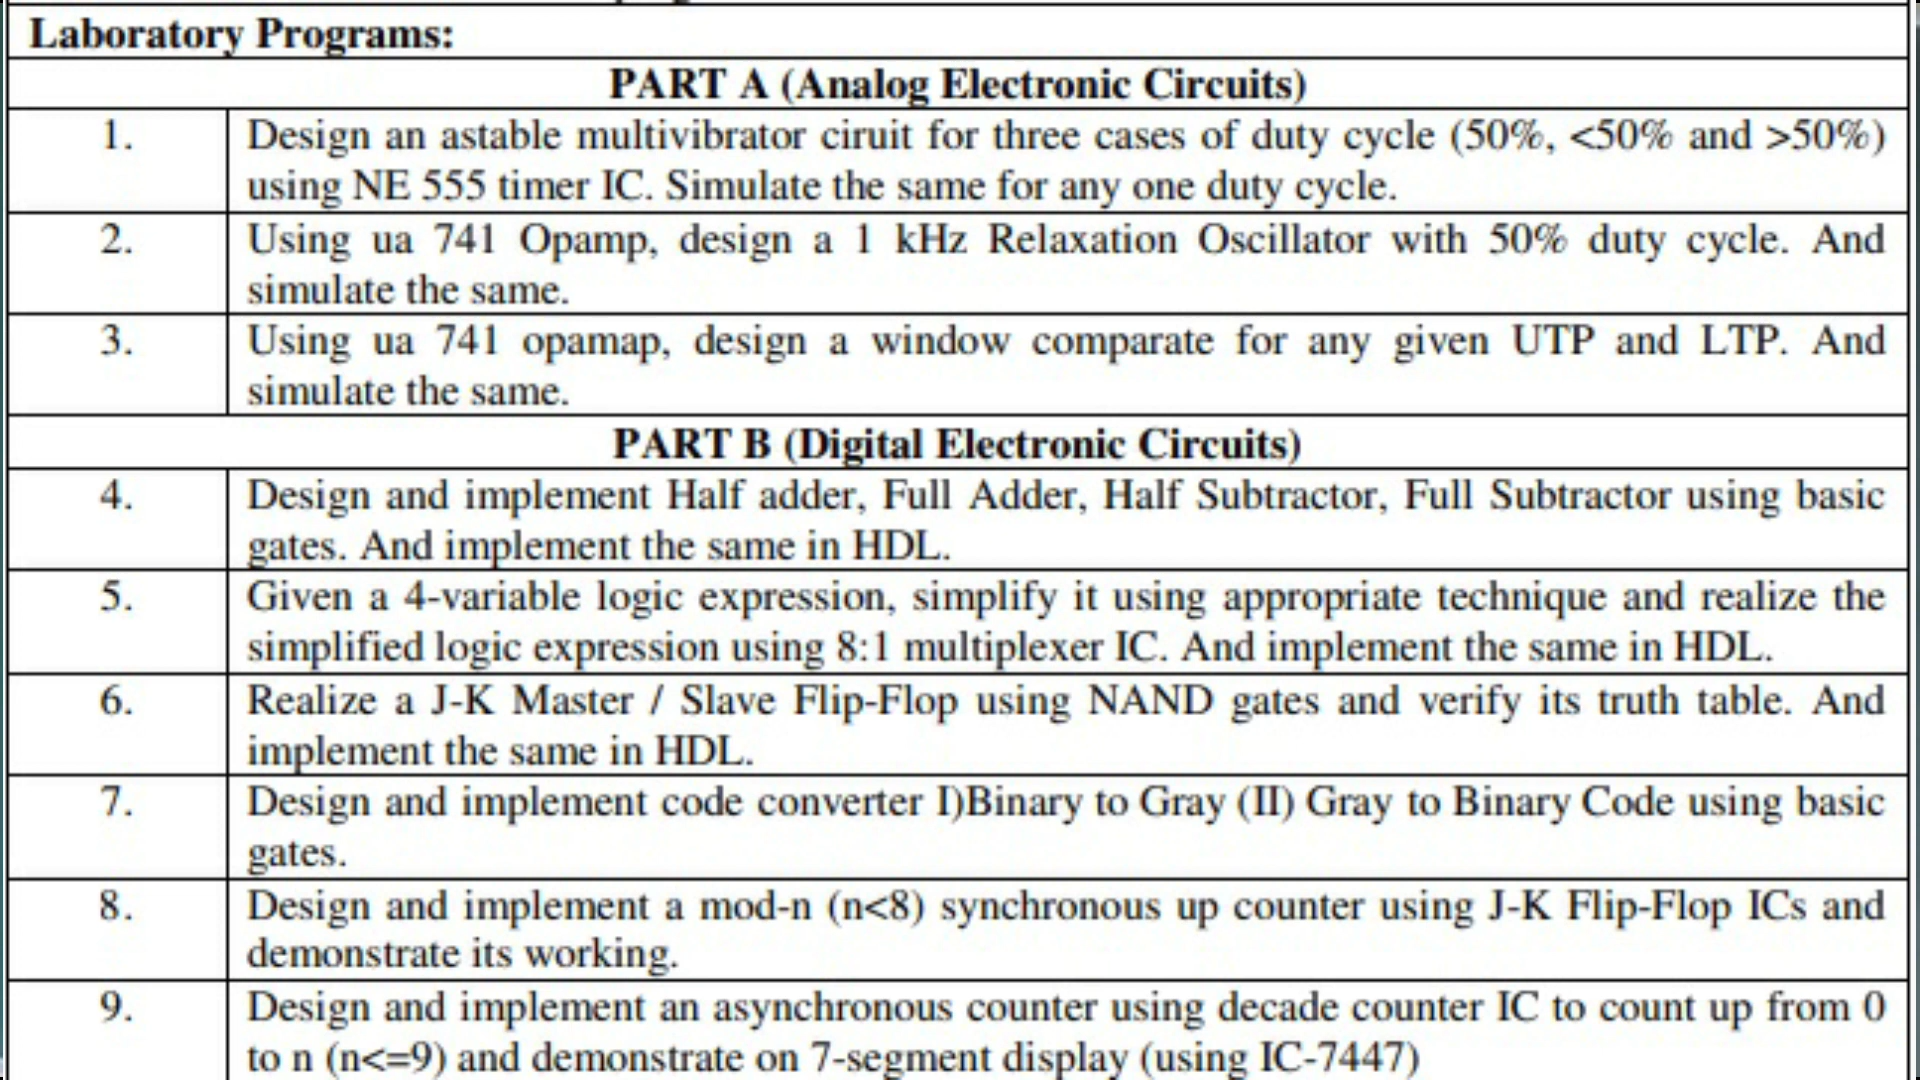 Laboratory Programs:
PART A (Analog Electronic Circuits)
1. Design an astable multivibrator ciruit for three cases of duty cycle (50%, <50% and >50%)
using NE 555 timer IC. Simulate the same for any one duty cycle.
2. Using ua 741 Opamp, design a 1 kHz Relaxation Oscillator with 50% duty cycle. And
simulate the same.
3. Using ua 741 opamap, design a window comparate for any given UTP and LTP. And
simulate the same.
PART B (Digital Electronic Circuits)
4. Design and implement Half adder, Full Adder, Half Subtractor, Full Subtractor using basic
gates. And implement the same in HDL.
5. Given a 4-variable logic expression, simplify it using appropriate technique and realize the
simplified logic expression using 8:1 multiplexer IC. And implement the same in HDL.
6. Realize a J-K Master / Slave Flip-Flop using NAND gates and verify its truth table. And
implement the same in HDL.
7. Design and implement code converter I)Binary to Gray (II) Gray to Binary Code using basic
gates.
8. Design and implement a mod-n (n<8) synchronous up counter using J-K Flip-Flop ICs and
demonstrate its working.
9. Design and implement an asynchronous counter using decade counter IC to count up from 0
to n (n<=9) and demonstrate on 7-segment display (using IC-7447)